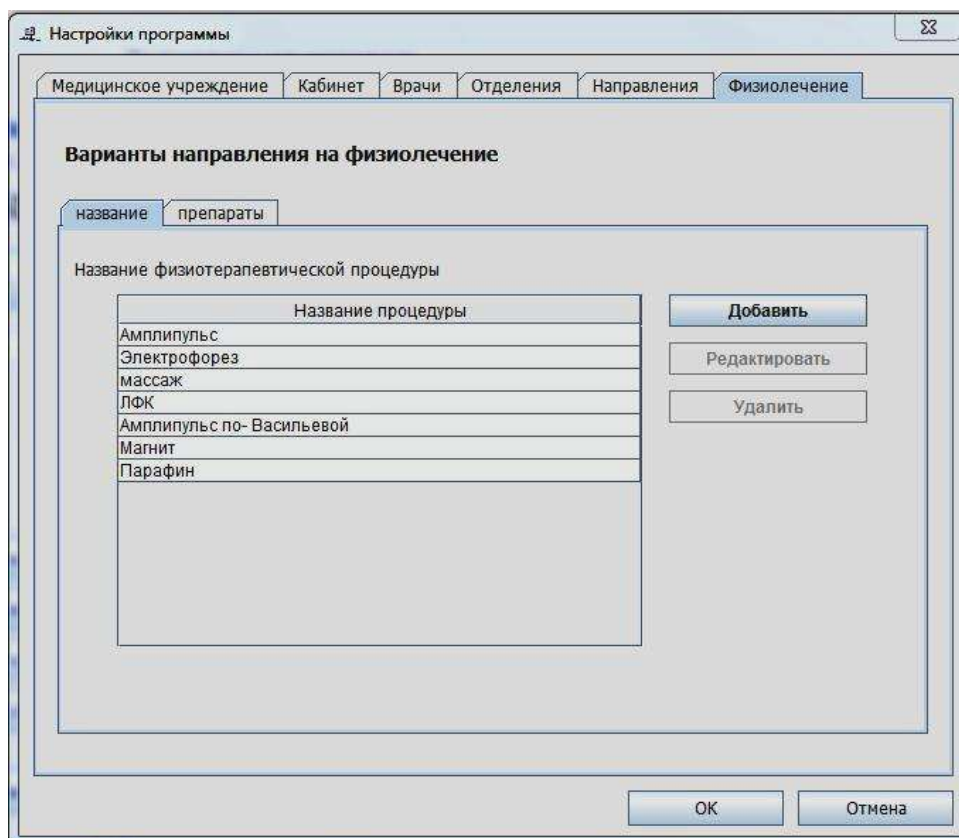 Настройки программы
Медицинское учреждение Кабинет Врачи Отделения Направления Физиолечение
Варианты направления на физиолечение
название препараты
Название физиотерапевтической процедуры
Название процедуры
Добавить
Амплипульс
Электрофорез
Редактировать
массаж
ЛФК
Удалить
Амплипульс по- Васильевой
Магнит
Парафин
OK Отмена